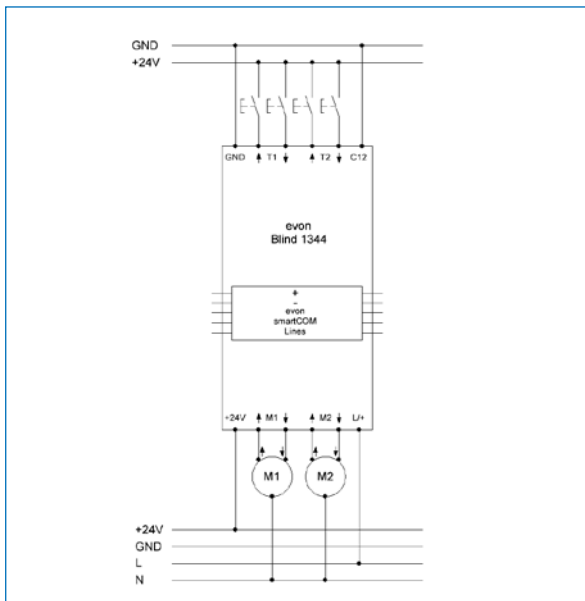 GND
+24V
GND ↑ T1 ↓ ↑ T2 ↓ C12
evon
Blind 1344
+
-
evon
smartCOM
Lines
+24V ↑ M1 ↓ ↑ M2 ↓ L/+
M1 M2
+24V
GND
L
N